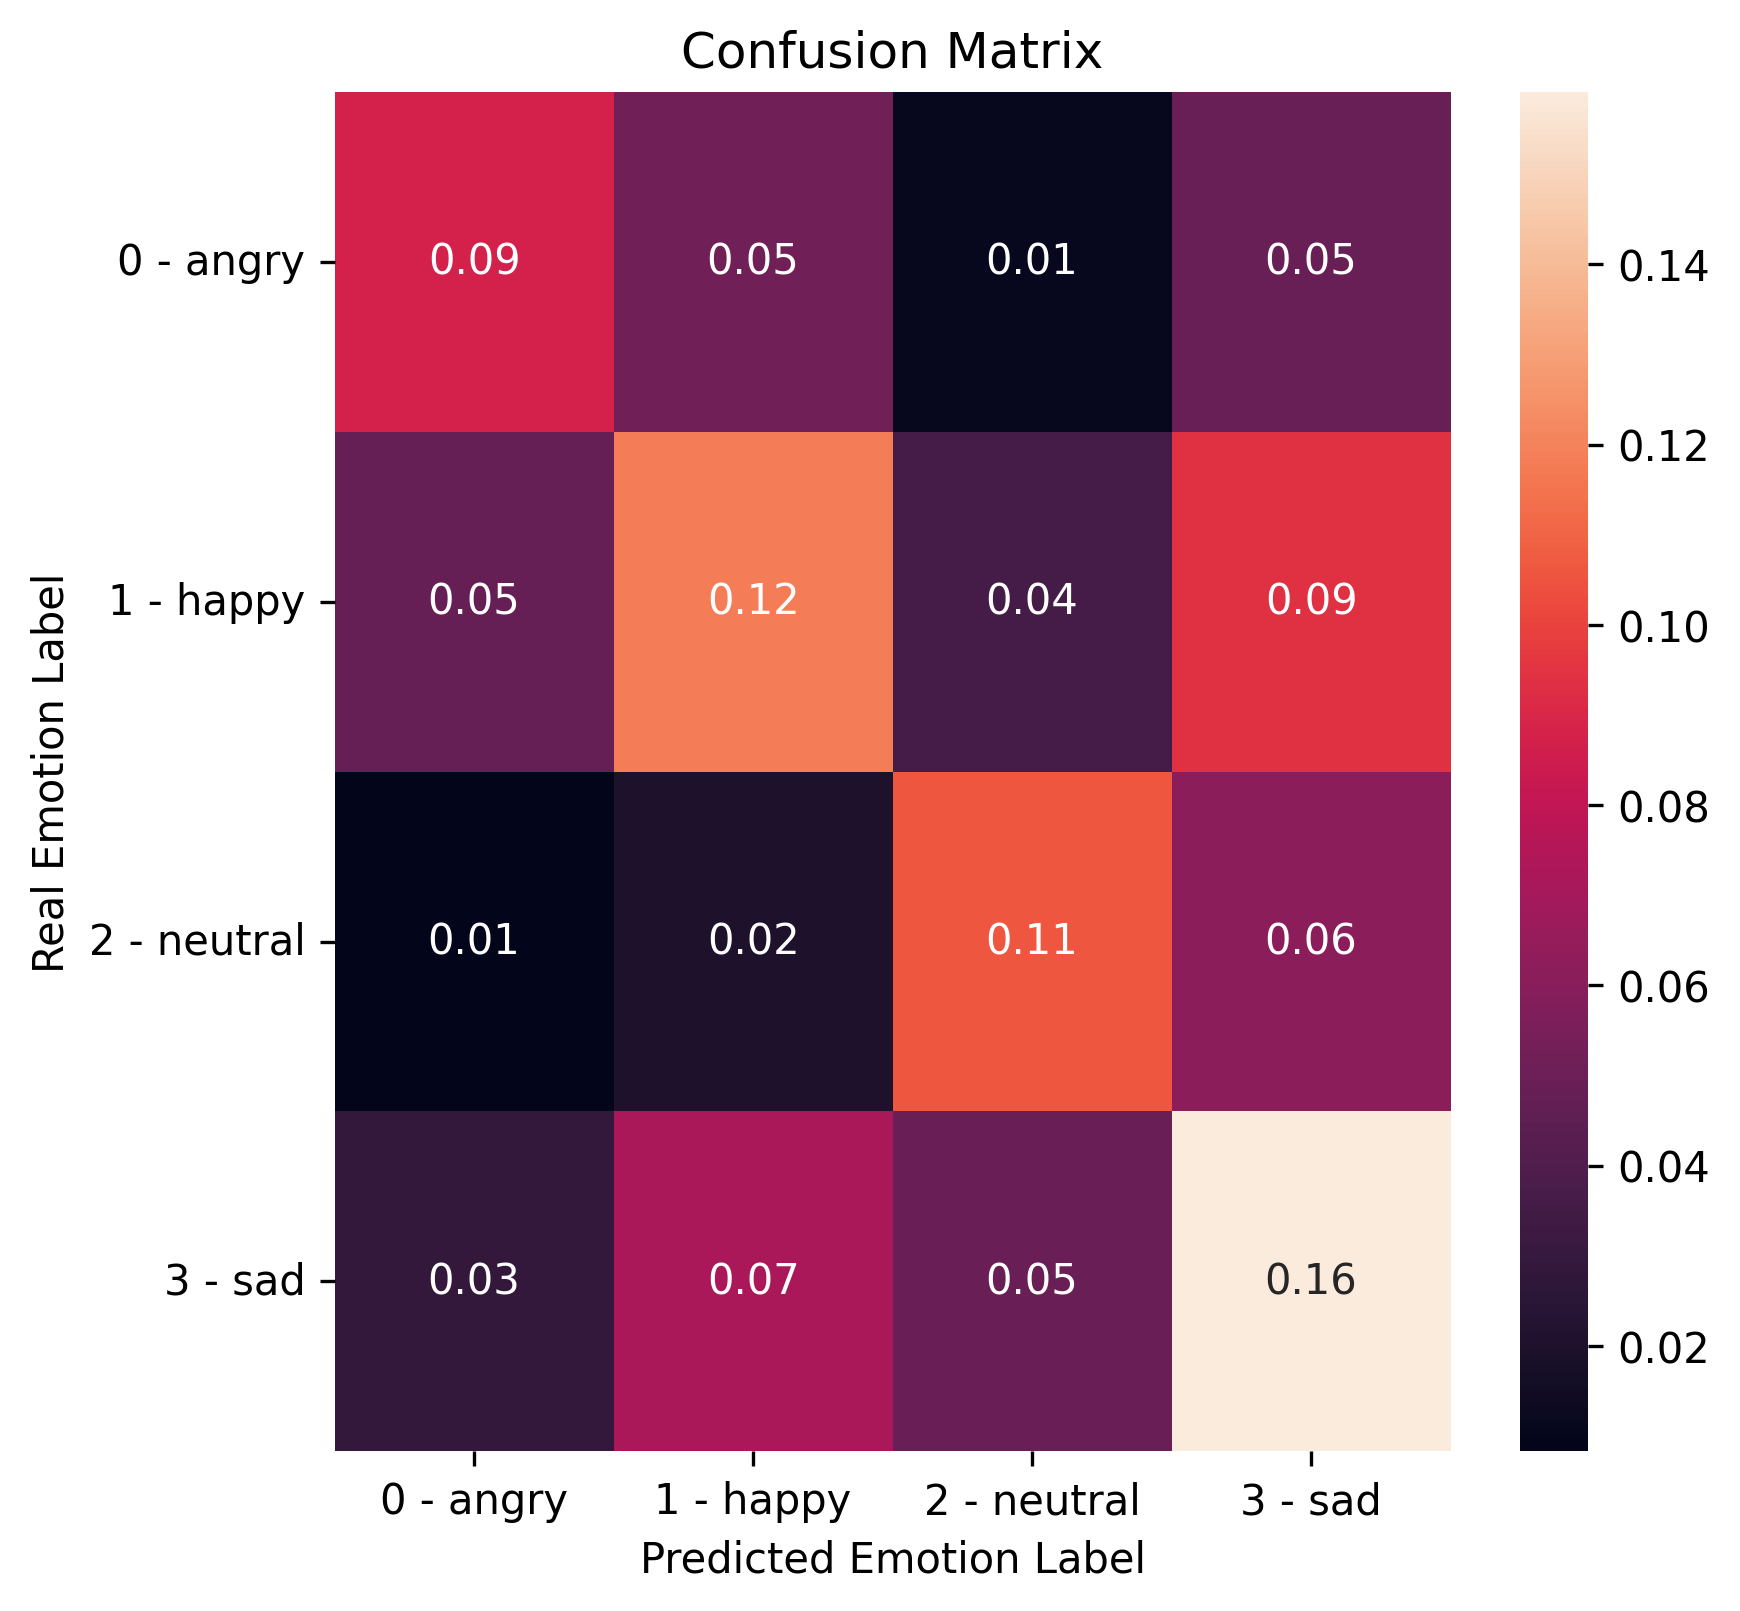 Confusion Matrix
0 - angry
0.09
0.05
0.01
0.05
1 - happy
0.05
0.12
0.04
0.09
2 - neutral
0.01
0.02
0.11
0.06
3 - sad
0.03
0.07
0.05
0.16
0 - angry
1 - happy
2 - neutral
3 - sad
Predicted Emotion Label
Real Emotion Label
0.14
0.12
0.10
0.08
0.06
0.04
0.02